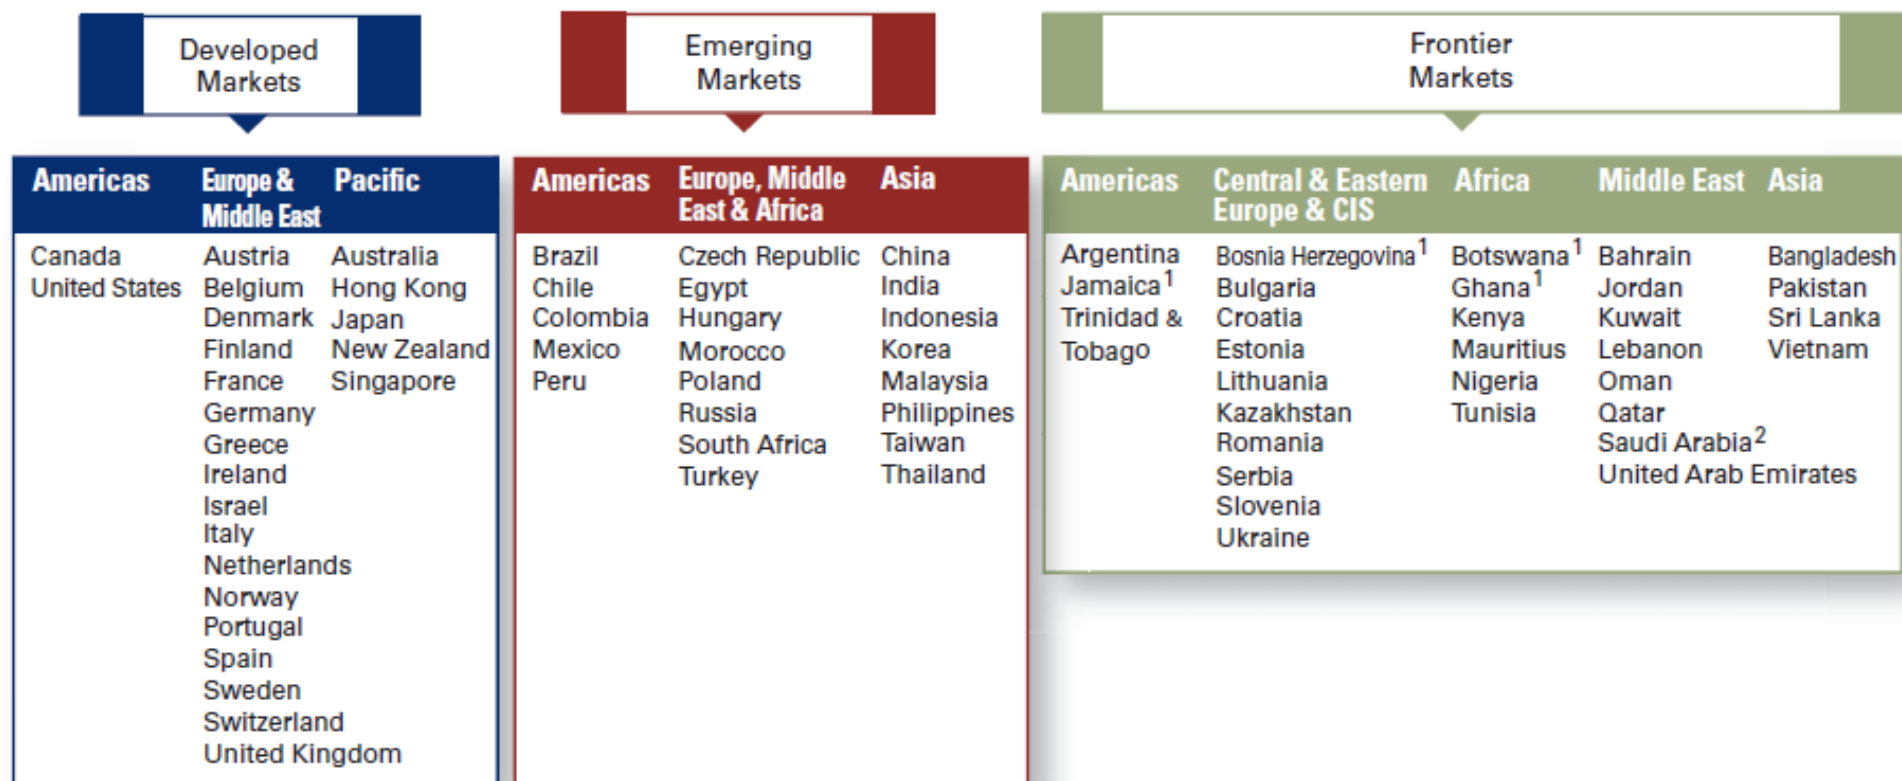 Developed
Markets
Emerging
Markets
Frontier
Markets
Americas
Europe &
Middle East
Pacific
Canada
United States
Austria
Belgium
Denmark
Finland
France
Germany
Greece
Ireland
Israel
Italy
Netherlands
Norway
Portugal
Spain
Sweden
Switzerland
United Kingdom
Australia
Hong Kong
Japan
New Zealand
Singapore
Americas
Europe, Middle
East & Africa
Asia
Brazil
Chile
Colombia
Mexico
Peru
Czech Republic
Egypt
Hungary
Morocco
Poland
Russia
South Africa
Turkey
China
India
Indonesia
Korea
Malaysia
Philippines
Taiwan
Thailand
Americas
Central & Eastern
Europe & CIS
Africa
Middle East
Asia
Argentina
Jamaica¹
Trinidad &
Tobago
Bosnia Herzegovina¹
Bulgaria
Croatia
Estonia
Lithuania
Kazakhstan
Romania
Serbia
Slovenia
Ukraine
Botswana¹
Ghana¹
Kenya
Mauritius
Nigeria
Tunisia
Bahrain
Jordan
Kuwait
Lebanon
Oman
Qatar
Saudi Arabia²
United Arab Emirates
Bangladesh
Pakistan
Sri Lanka
Vietnam